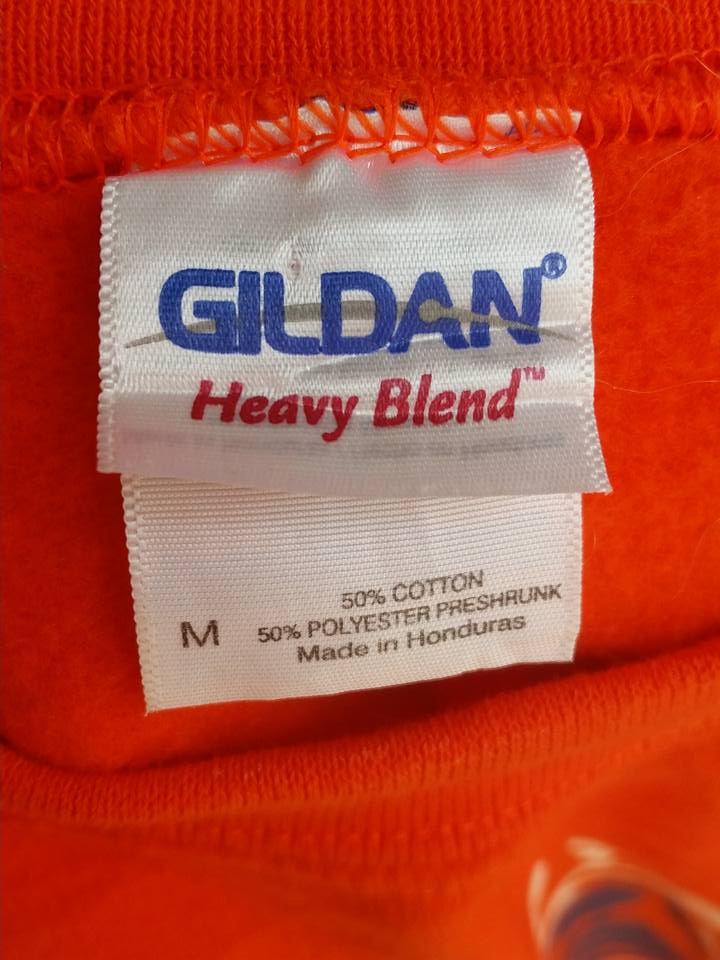 GILDAN®
Heavy Blend™
50% COTTON
M 50% POLYESTER PRESHRUNK
Made in Honduras